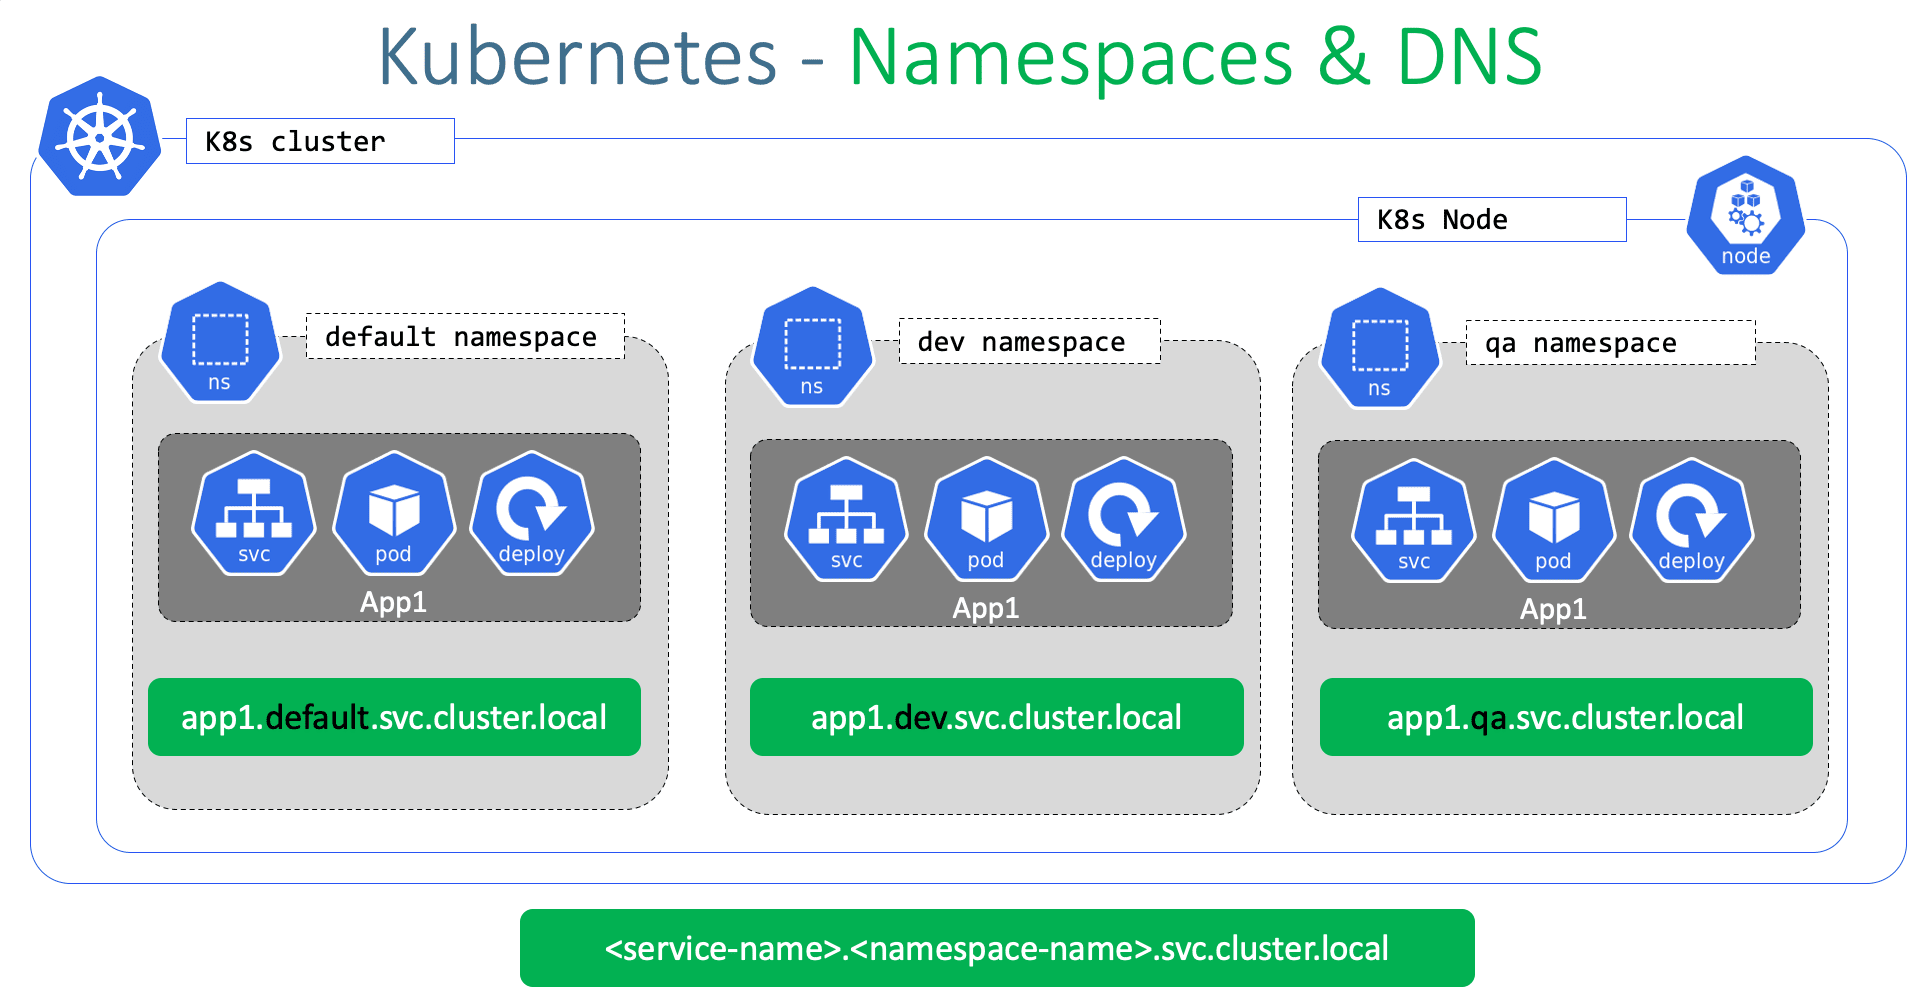 Kubernetes - Namespaces & DNS
K8s cluster
K8s Node
node
ns
default namespace
svc
pod
deploy
App1
app1.default.svc.cluster.local
ns
dev namespace
svc
pod
deploy
App1
app1.dev.svc.cluster.local
ns
qa namespace
svc
pod
deploy
App1
app1.qa.svc.cluster.local
<service-name>.<namespace-name>.svc.cluster.local